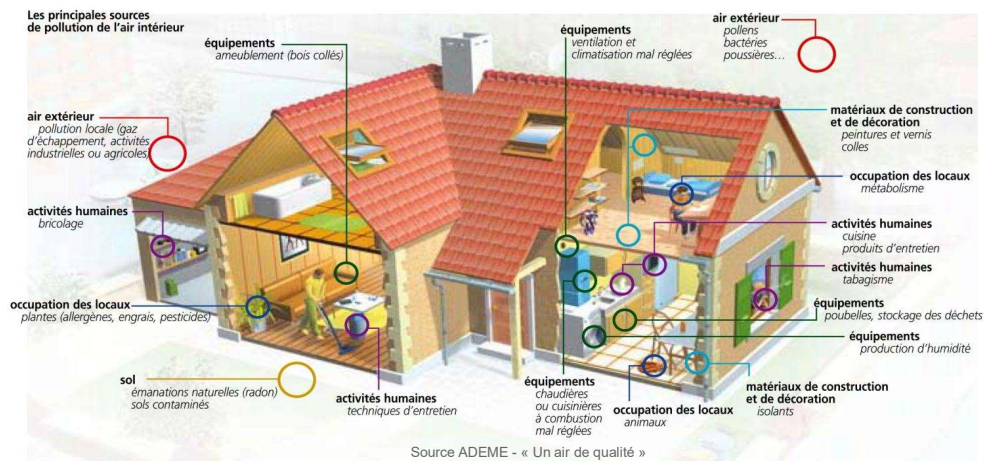 Les principales sources
de pollution de l'air intérieur
équipements
ameublement (bois collés)
équipements
ventilation et
climatisation mal réglées
air extérieur
pollens
bactéries
poussières...
air extérieur
pollution locale (gaz
d'échappement, activités
industrielles ou agricoles)
matériaux de construction
et de décoration
peintures et vernis
colles
occupation des locaux
métabolisme
activités humaines
bricolage
activités humaines
cuisine
produits d'entretien
activités humaines
tabagisme
occupation des locaux
plantes (allergènes, engrais, pesticides)
équipements
poubelles, stockage des déchets
équipements
production d'humidité
sol
émanations naturelles (radon)
sols contaminés
activités humaines
techniques d'entretien
équipements
chaudières
ou cuisinières
à combustion
mal réglées
occupation des locaux
animaux
matériaux de construction
et de décoration
isolants
Source ADEME - « Un air de qualité »